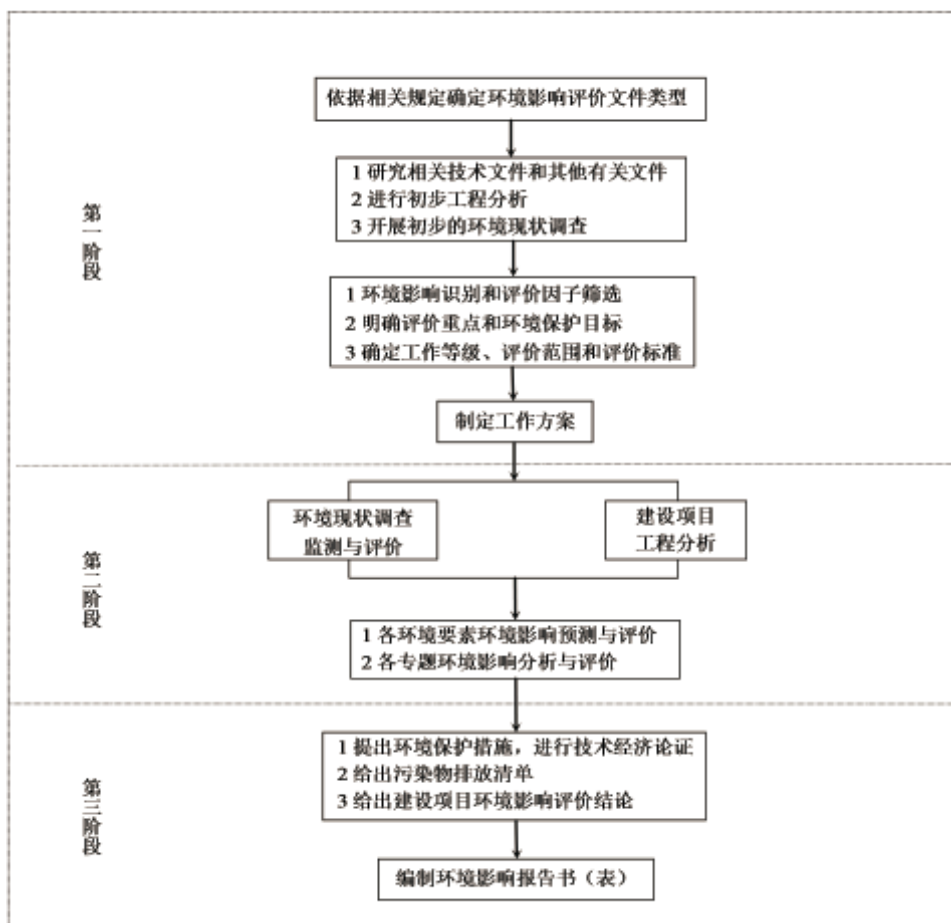 依据相关规定确定环境影响评价文件类型
1 研究相关技术文件和其他有关文件
2 进行初步工程分析
3 开展初步的环境现状调查
第一阶段
1 环境影响识别和评价因子筛选
2 明确评价重点和环境保护目标
3 确定工作等级、评价范围和评价标准
制定工作方案
环境现状调查
监测与评价
建设项目
工程分析
第二阶段
1 各环境要素环境影响预测与评价
2 各专题环境影响分析与评价
1 提出环境保护措施，进行技术经济论证
2 给出污染物排放清单
3 给出建设项目环境影响评价结论
第三阶段
编制环境影响报告书（表）